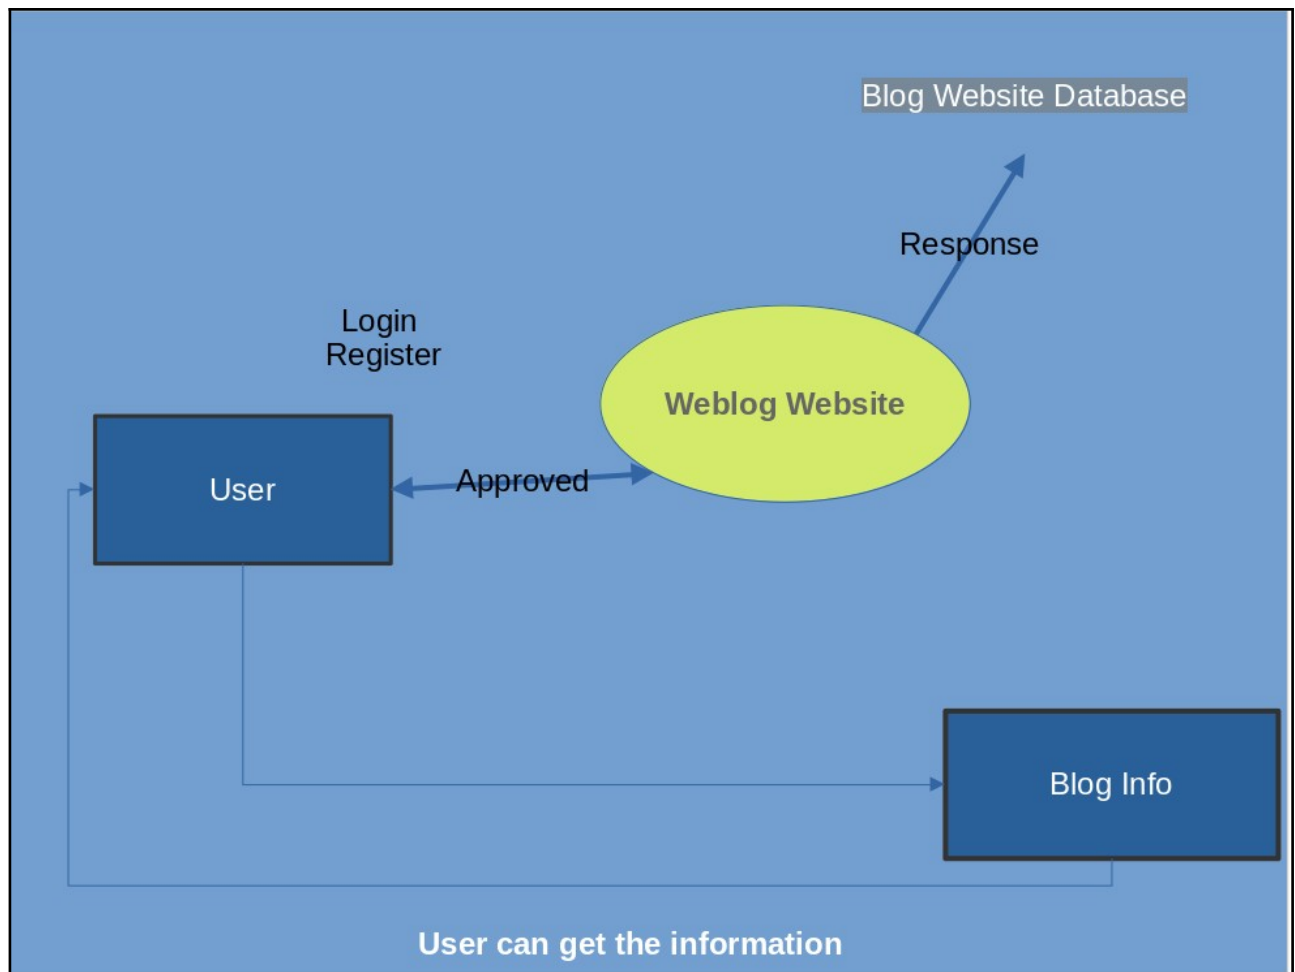 Blog Website Database
Response
Login
Register
Weblog Website
Approved
User
Blog Info
User can get the information